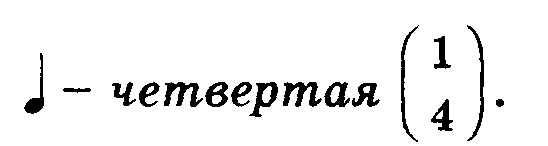 ♩ – четвертая (1/4).